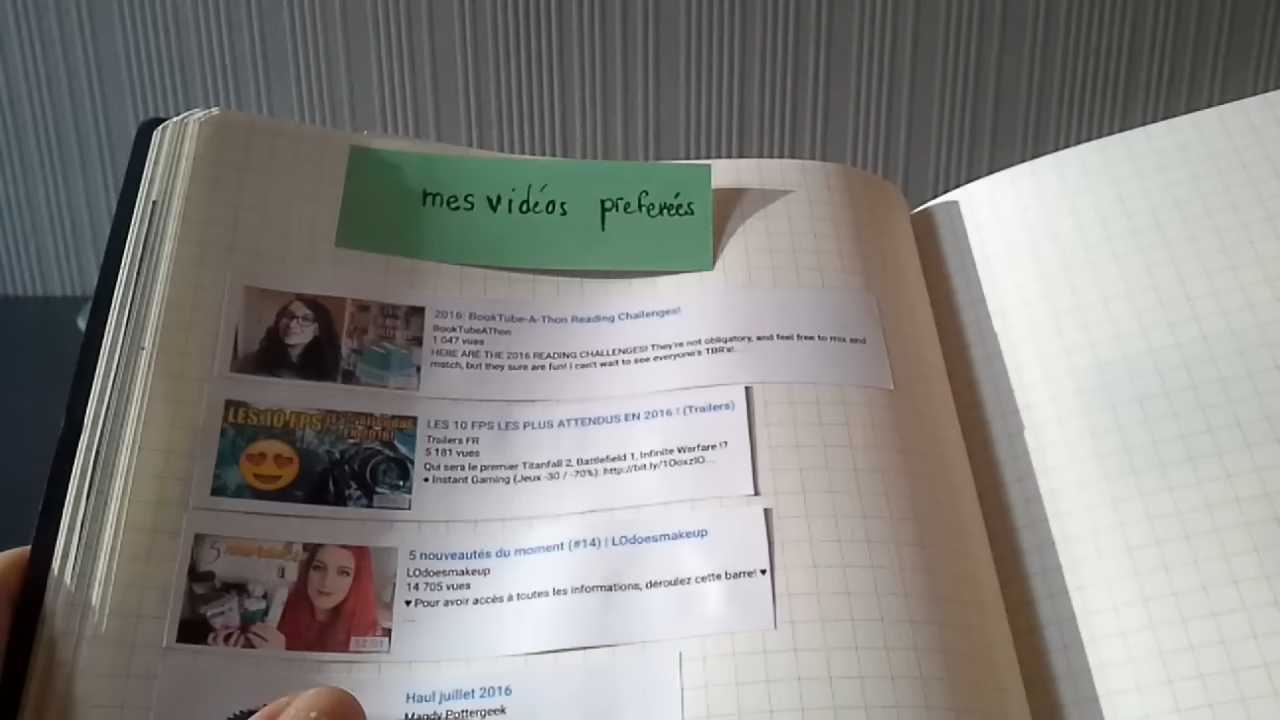 mes vidéos preferées
2016 BookTube-A-Thon Reading Challenges!
BookTubeAThon
1 047 vues
HERE ARE THE 2016 READING CHALLENGES! They're not obligatory, and feel free to mix and
match, but they sure are fun! I can't wait to see everyone's TBR's!...
LES 10 FPS
LES 10 FPS LES PLUS ATTENDUS EN 2016 ! (Trailers)
Trailers FR
5 181 vues
Qui sera le premier Titanfall 2, Battlefield 1, Infinite Warfare !?
• Instant Gaming (Jeux -30 / -70%): http://bit.ly/1OoxzIO...
5 nouveautés du moment (#14) | LOdoesmakeup
LOdoesmakeup
14 705 vues
♥ Pour avoir accès à toutes les informations, déroulez cette barre! ♥
...
12:01
Haul juillet 2016
Mandy Pottergeek